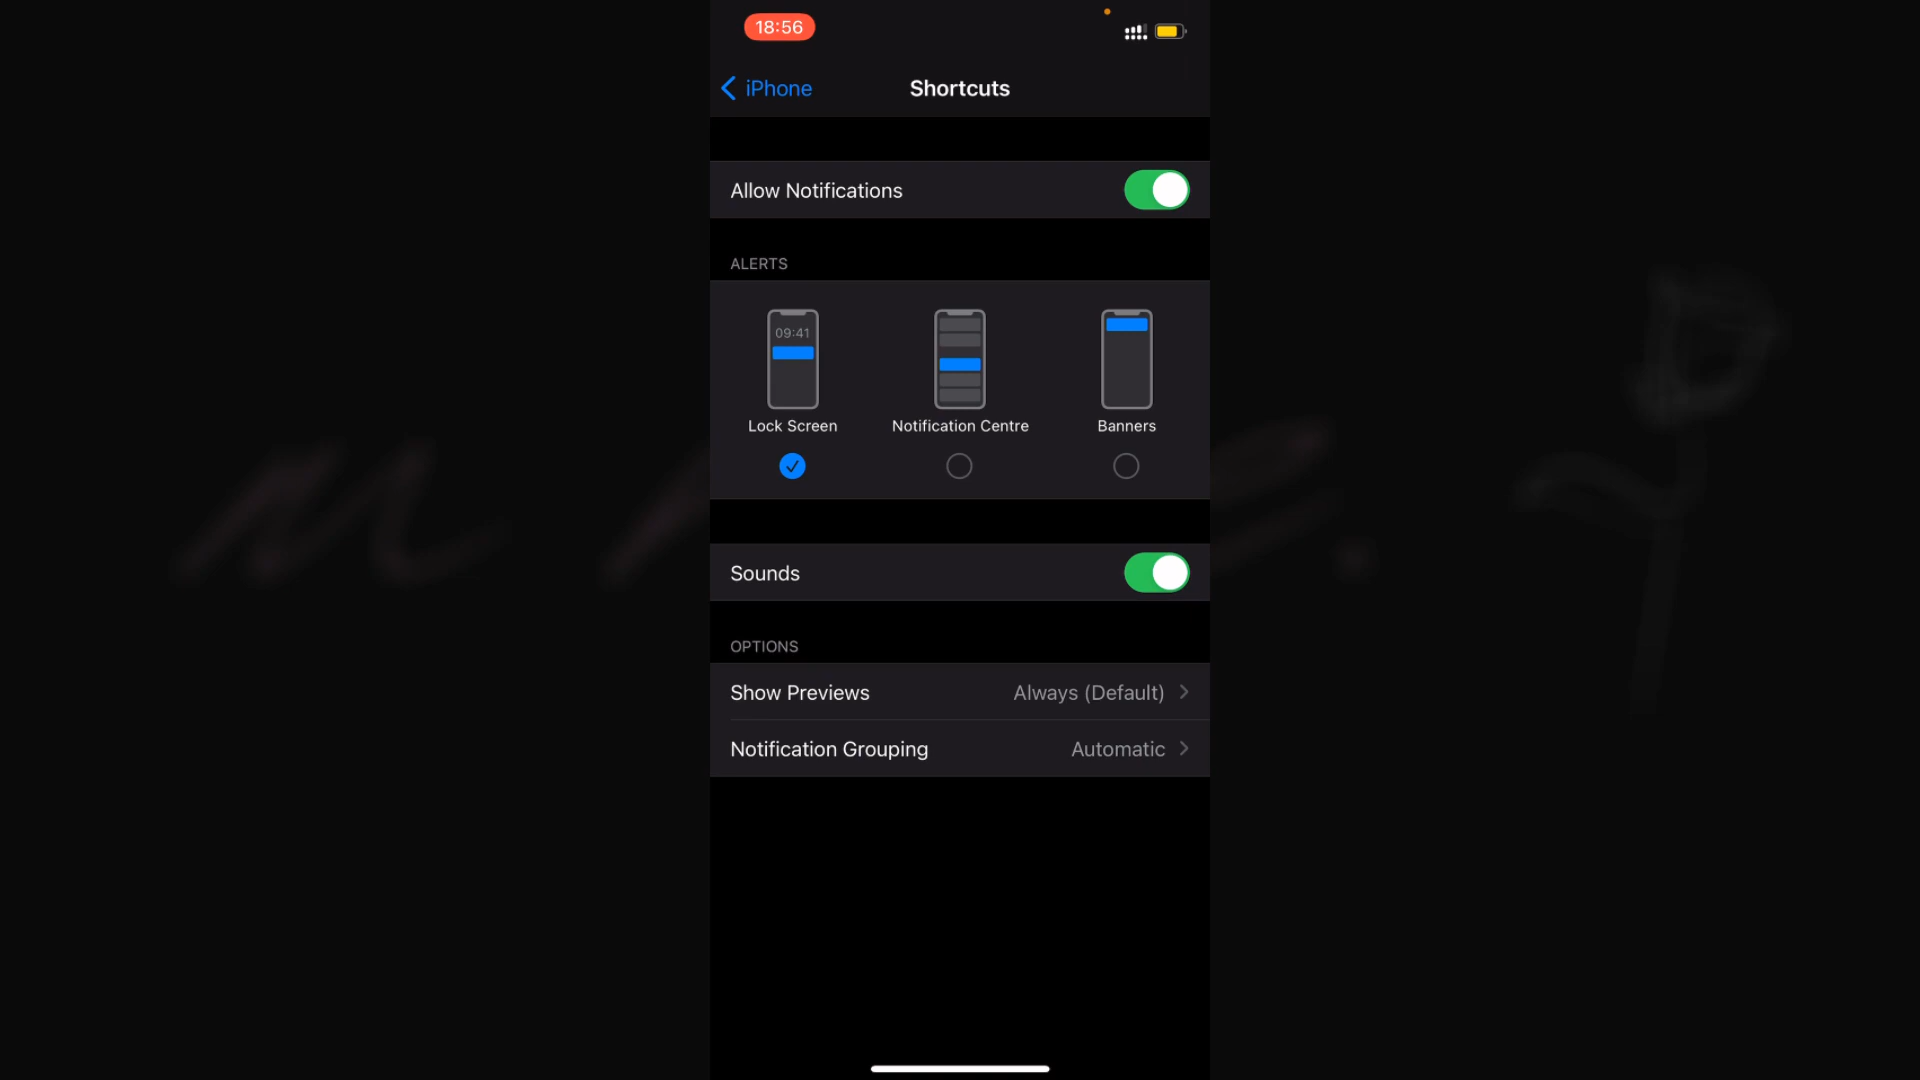 18:56
iPhone
Shortcuts
Allow Notifications
ALERTS
09:41
Lock Screen
Notification Centre
Banners
Sounds
OPTIONS
Show Previews
Always (Default)
Notification Grouping
Automatic